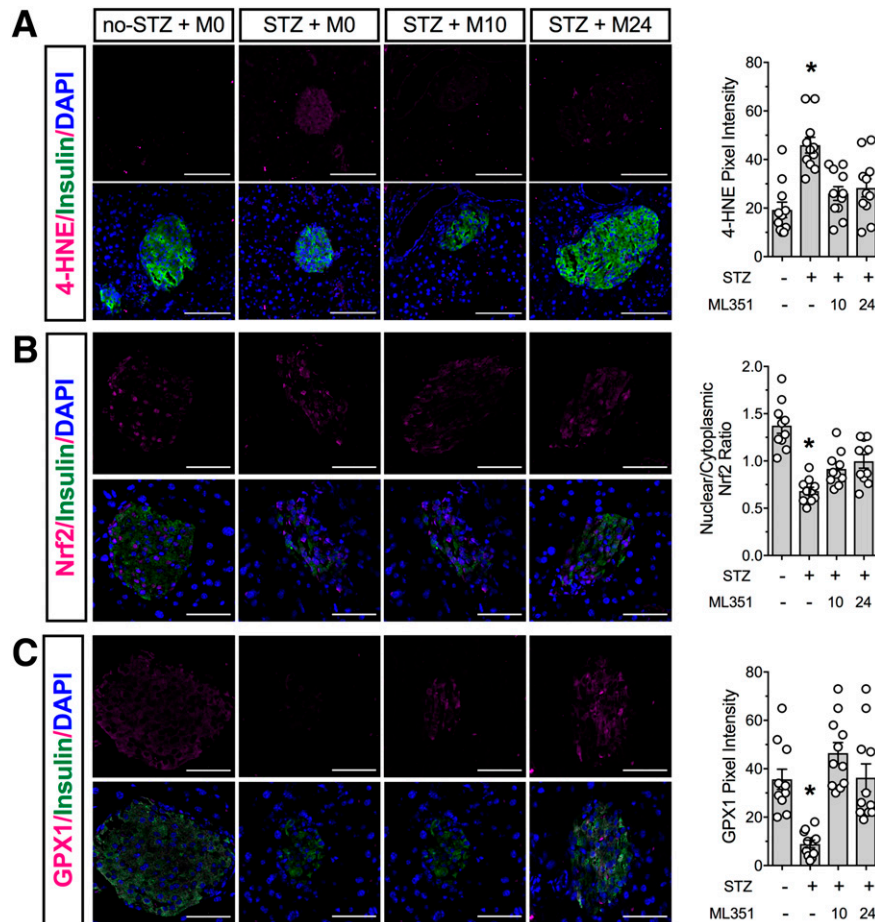 A
no-STZ + M0 STZ + M0 STZ + M10 STZ + M24
4-HNE/Insulin/DAPI
80
60
40
20
0
4-HNE Pixel Intensity
*
STZ - + + +
ML351 - - 10 24
B
Nrf2/Insulin/DAPI
2.0
1.5
1.0
0.5
0.0
Nuclear/Cytoplasmic
Nrf2 Ratio
*
STZ - + + +
ML351 - - 10 24
C
GPX1/Insulin/DAPI
80
60
40
20
0
GPX1 Pixel Intensity
*
STZ - + + +
ML351 - - 10 24